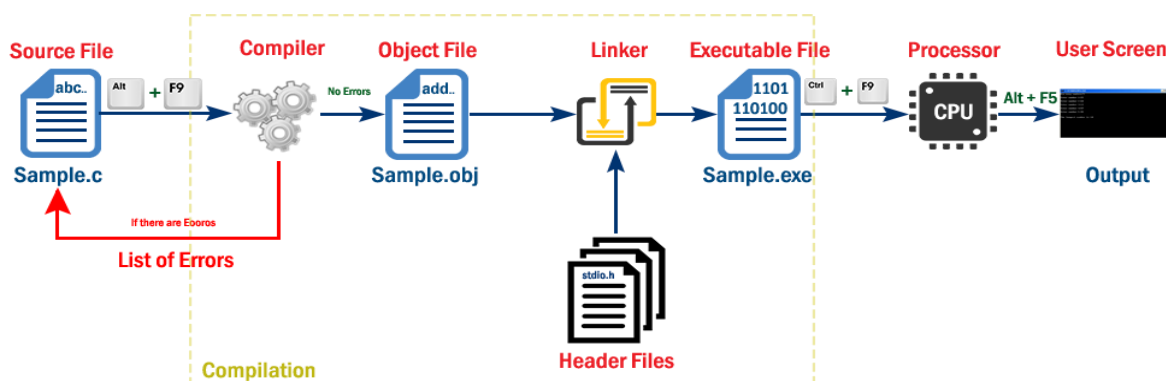 Source File
Compiler
Object File
Linker
Executable File
Processor
User Screen
abc..
Alt + F9
No Errors
add..
1101
110100
Ctrl + F9
CPU
Alt + F5
Sample.c
Sample.obj
Sample.exe
Output
If there are Eooros
List of Errors
stdio.h
Header Files
Compilation